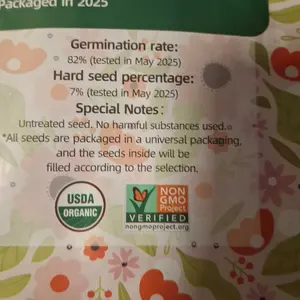 Packaged in 2025
Germination rate:
82% (tested in May 2025)
Hard seed percentage:
7% (tested in May 2025)
Special Notes:
Untreated seed. No harmful substances used.
*All seeds are packaged in a universal packaging,
and the seeds inside will be
filled according to the selection.
USDA
ORGANIC
NON
GMO
Project
VERIFIED
nongmoproject.org